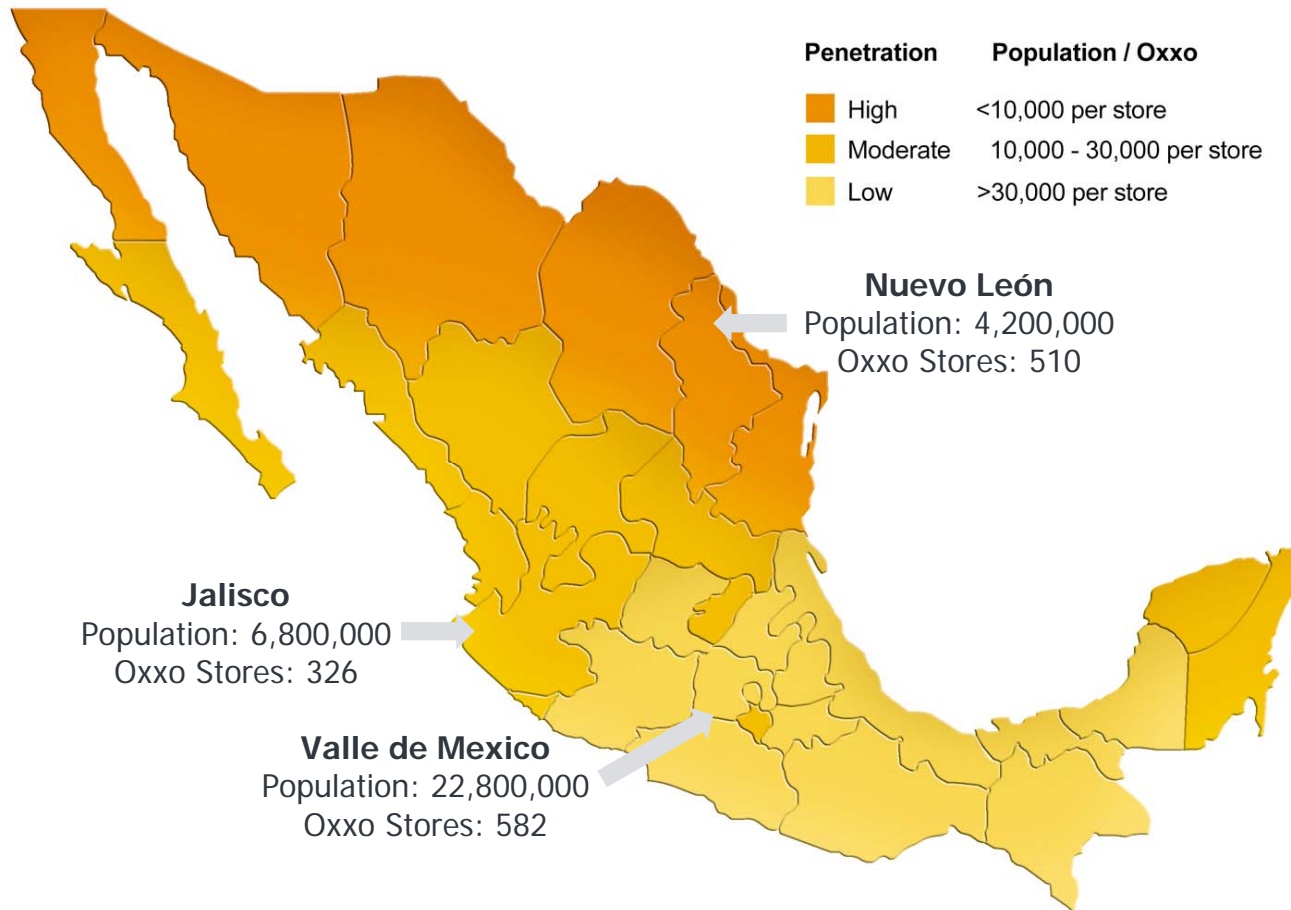 Penetration Population / Oxxo
High <10,000 per store
Moderate 10,000 - 30,000 per store
Low >30,000 per store
Nuevo León
Population: 4,200,000
Oxxo Stores: 510
Jalisco
Population: 6,800,000
Oxxo Stores: 326
Valle de Mexico
Population: 22,800,000
Oxxo Stores: 582